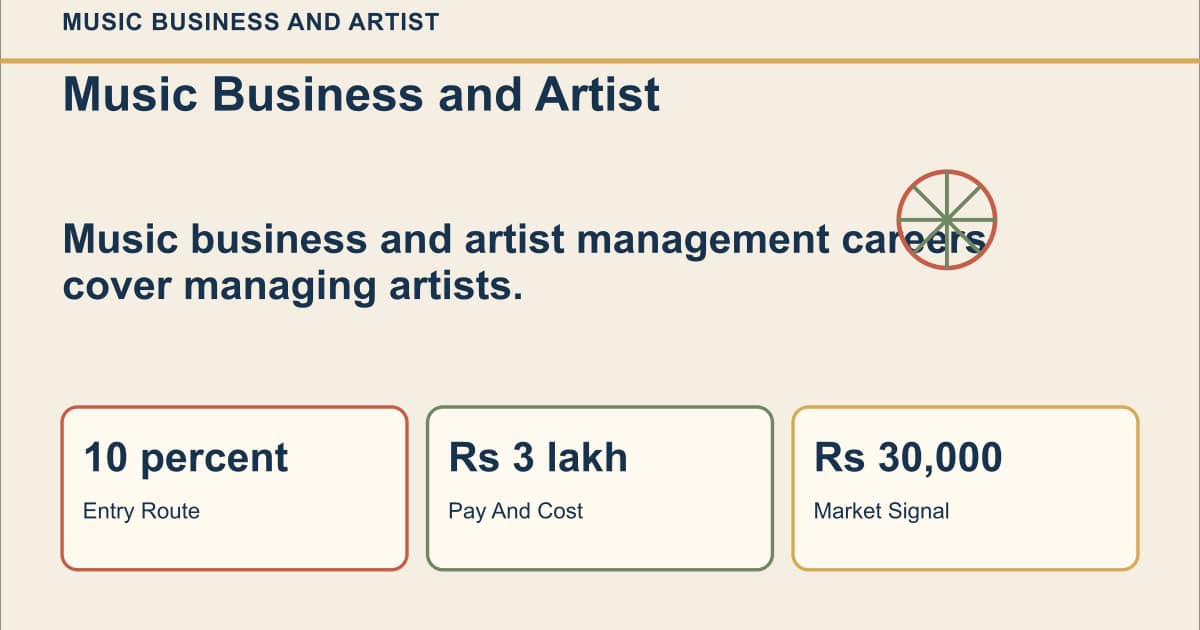 MUSIC BUSINESS AND ARTIST
Music Business and Artist
Music business and artist management careers
cover managing artists.
10 percent
Entry Route
Rs 3 lakh
Pay And Cost
Rs 30,000
Market Signal